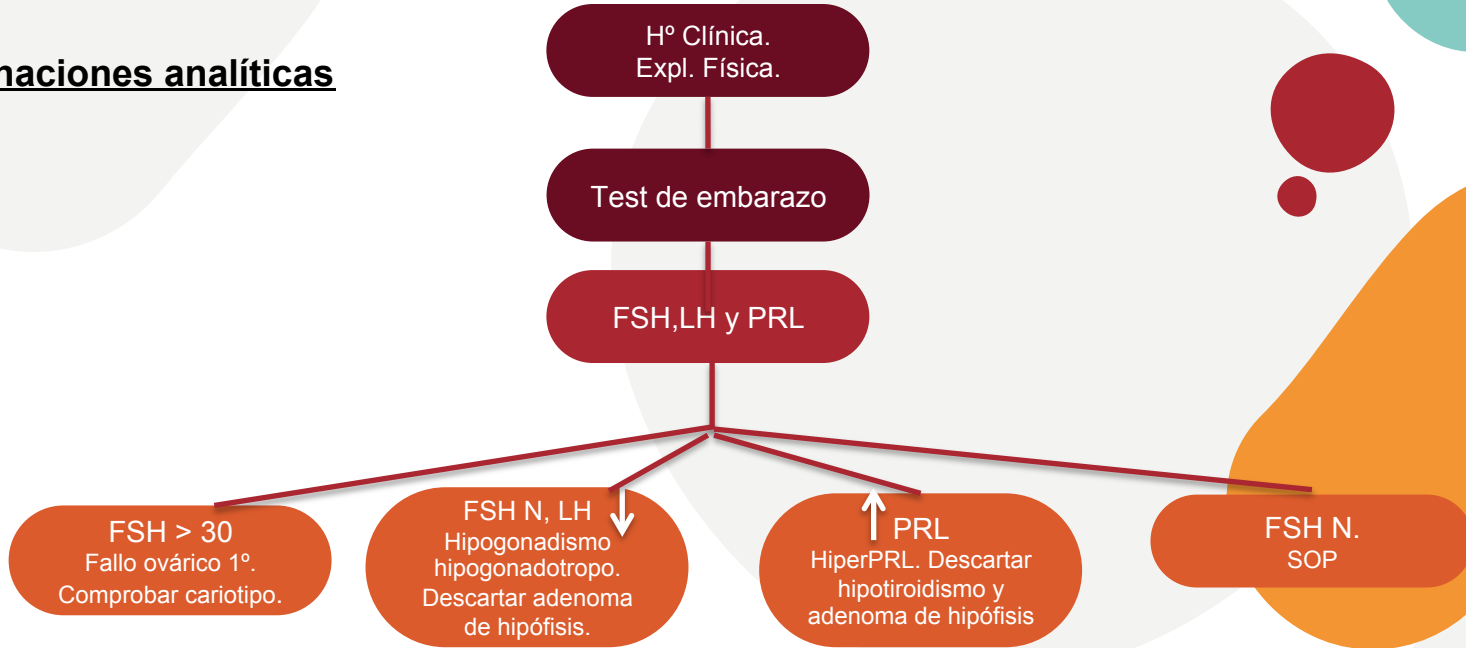 naciones analíticas
Hº Clínica.
Expl. Física.
Test de embarazo
FSH,LH y PRL
FSH > 30
Fallo ovárico 1º.
Comprobar cariotipo.
FSH N, LH
Hipogonadismo
hipogonadotropo.
Descartar adenoma
de hipófisis.
PRL
HiperPRL. Descartar
hipotiroidismo y
adenoma de hipófisis
FSH N.
SOP